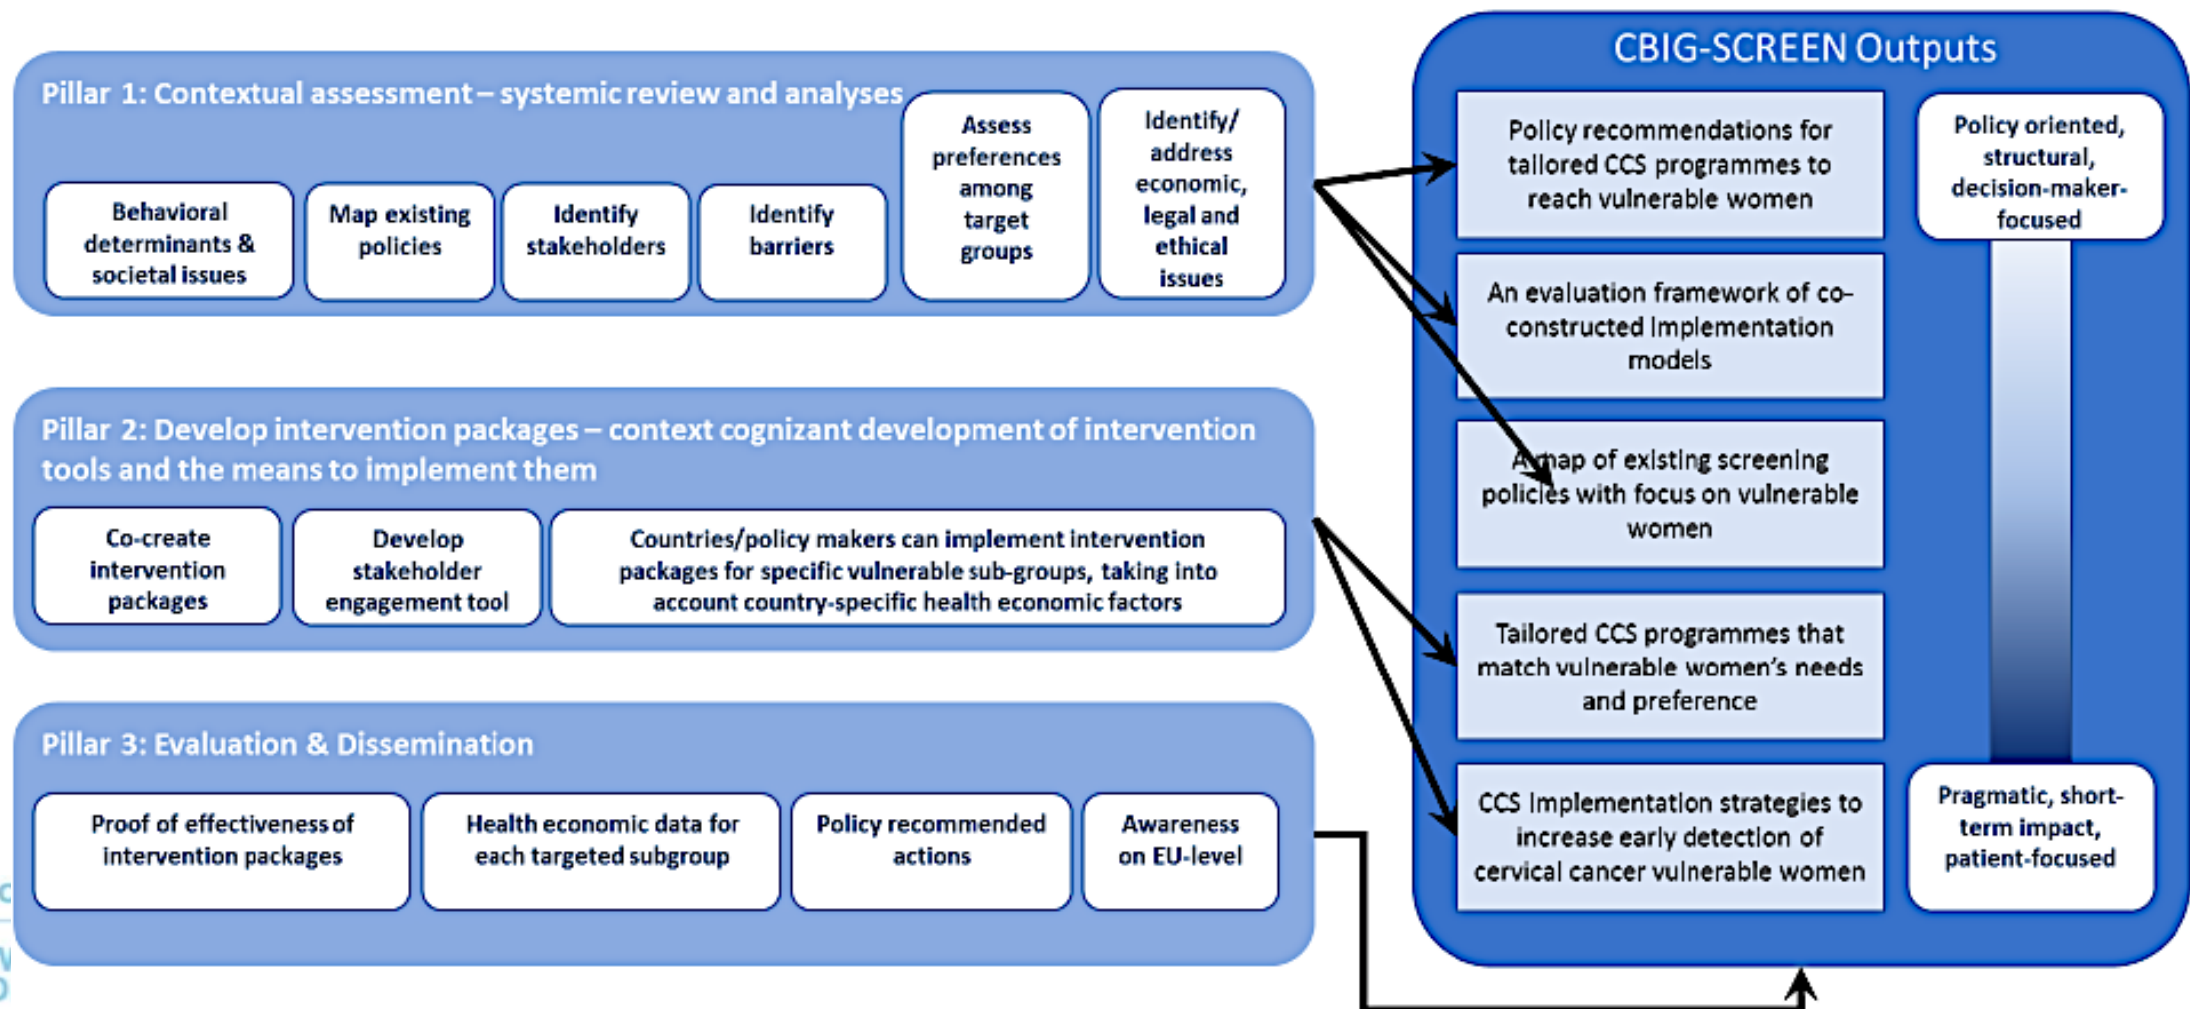 Pillar 1: Contextual assessment – systemic review and analyses
Behavioral
determinants &
societal issues
Map existing
policies
Identify
stakeholders
Identify
barriers
Assess
preferences
among
target
groups
Identify/
address
economic,
legal and
ethical
issues
Pillar 2: Develop intervention packages – context cognizant development of intervention
tools and the means to implement them
Co-create
intervention
packages
Develop
stakeholder
engagement tool
Countries/policy makers can implement intervention
packages for specific vulnerable sub-groups, taking into
account country-specific health economic factors
Pillar 3: Evaluation & Dissemination
Proof of effectiveness of
intervention packages
Health economic data for
each targeted subgroup
Policy recommended
actions
Awareness
on EU-level
CBIG-SCREEN Outputs
Policy recommendations for
tailored CCS programmes to
reach vulnerable women
An evaluation framework of co-
constructed Implementation
models
A map of existing screening
policies with focus on vulnerable
women
Tailored CCS programmes that
match vulnerable women's needs
and preference
CCS Implementation strategies to
increase early detection of
cervical cancer vulnerable women
Policy oriented,
structural,
decision-maker-
focused
Pragmatic, short-
term impact,
patient-focused